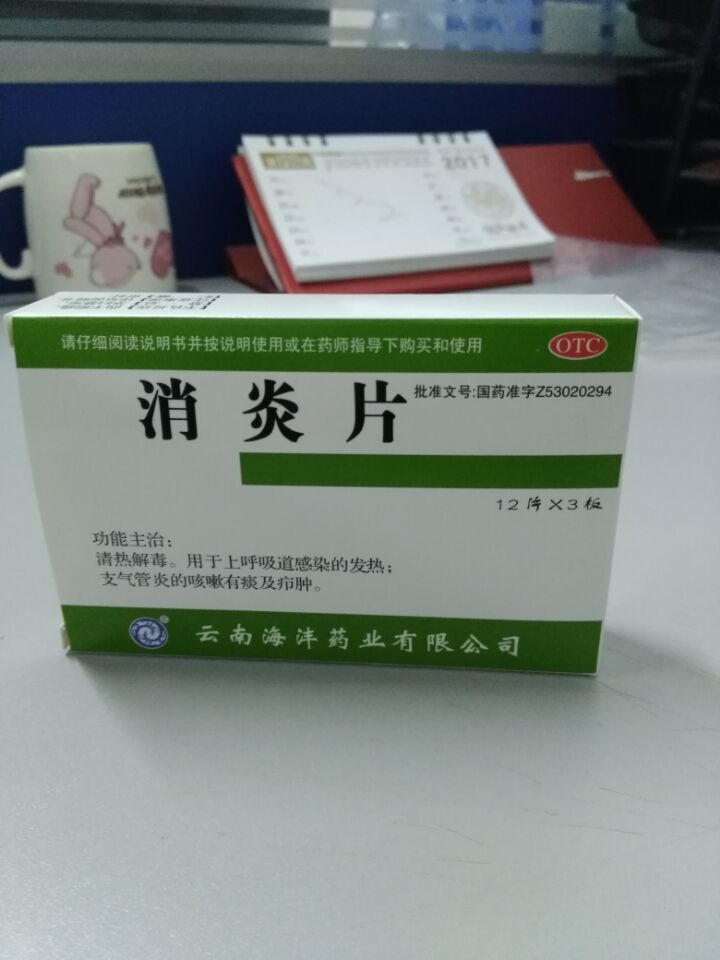 2017
请仔细阅读说明书并按说明使用或在药师指导下购买和使用
OTC
消炎片
批准文号:国药准字Z53020294
12片X3板
功能主治:
清热解毒。用于上呼吸道感染的发热;
支气管炎的咳嗽有痰及疖肿。
云南海沣药业有限公司